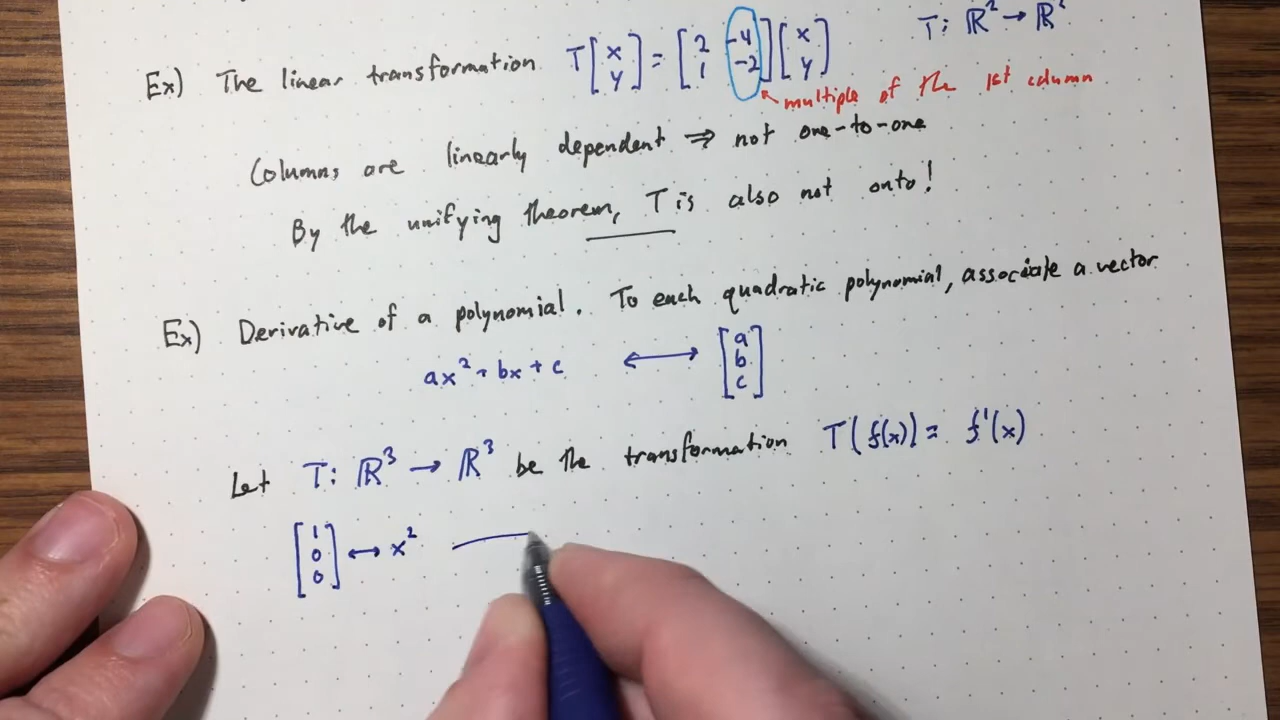 Ex) The linear transformation T[x y] = [2 -4 1 -2][x y] T: ℝ² → ℝ²
multiple of the 1st column
Columns are linearly dependent ⇒ not one-to-one
By the unifying theorem, T is also not onto!
Ex) Derivative of a polynomial. To each quadratic polynomial, associate a vector
ax² + bx + c ⟷ [a b c]
Let T: ℝ³ → ℝ³ be the transformation T(f(x)) = f'(x)
[1 0 0] ↔ x²